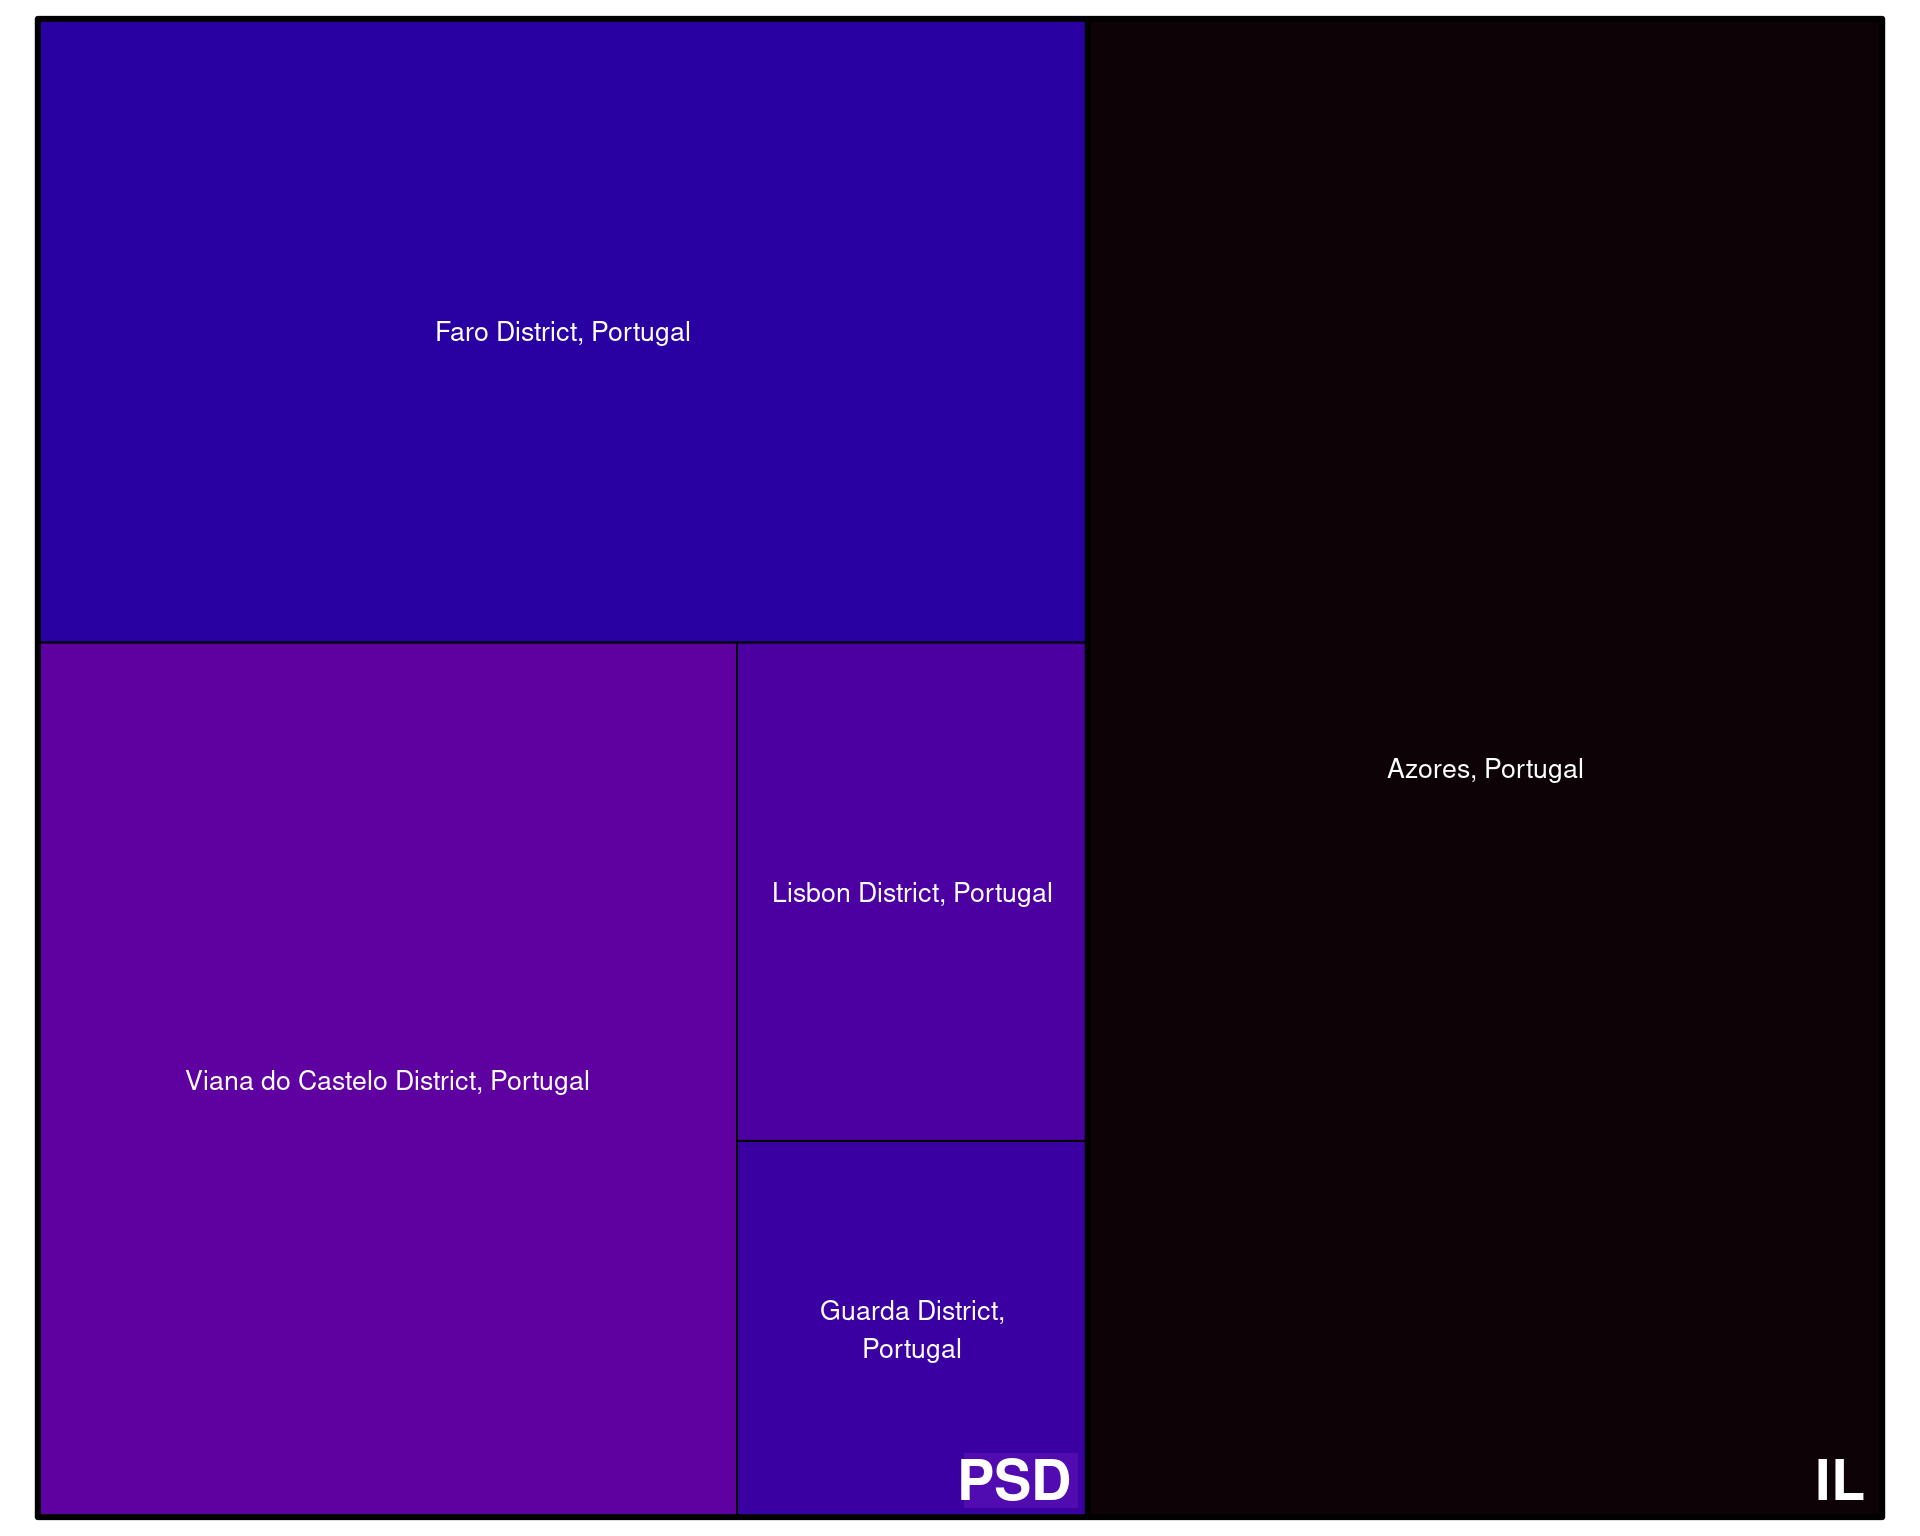 Faro District, Portugal
Azores, Portugal
Lisbon District, Portugal
Viana do Castelo District, Portugal
Guarda District,
Portugal
PSD
IL